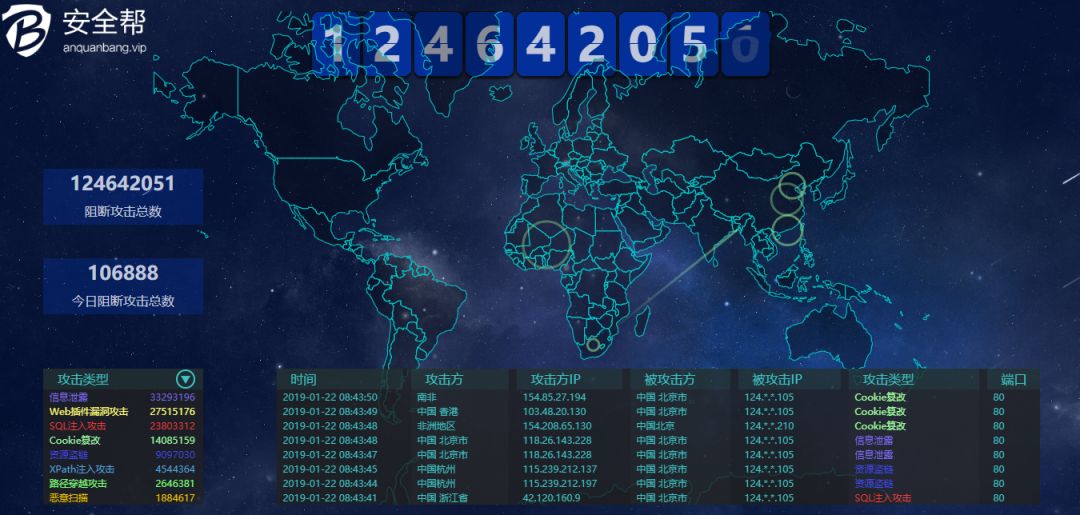 安全帮
anquanbang.vip
1 2 4 6 4 2 0 5
124642051
阻断攻击总数
106888
今日阻断攻击总数
攻击类型
信息泄露 33293196
Web插件漏洞攻击 27515176
SQL注入攻击 23803312
Cookie篡改 14085159
资源盗链 9097030
XPath注入攻击 4544364
路径穿越攻击 2646381
恶意扫描 1884617
时间 攻击方 攻击方IP 被攻击方 被攻击IP 攻击类型 端口
2019-01-22 08:43:50 南非 154.85.27.194 中国 北京市 124.*.*.105 Cookie篡改 80
2019-01-22 08:43:49 中国 香港 103.48.20.130 中国 北京市 124.*.*.105 Cookie篡改 80
2019-01-22 08:43:48 非洲地区 154.208.65.130 中国北京 124.*.*.210 Cookie篡改 80
2019-01-22 08:43:48 中国 北京市 118.26.143.228 中国 北京市 124.*.*.105 信息泄露 80
2019-01-22 08:43:47 中国 北京市 118.26.143.228 中国 北京市 124.*.*.105 信息泄露 80
2019-01-22 08:43:45 中国杭州 115.239.212.137 中国 北京市 124.*.*.105 资源盗链 80
2019-01-22 08:43:44 中国杭州 115.239.212.137 中国 北京市 124.*.*.105 资源盗链 80
2019-01-22 08:43:41 中国 浙江省 42.120.160.9 中国 北京市 124.*.*.105 SQL注入攻击 80